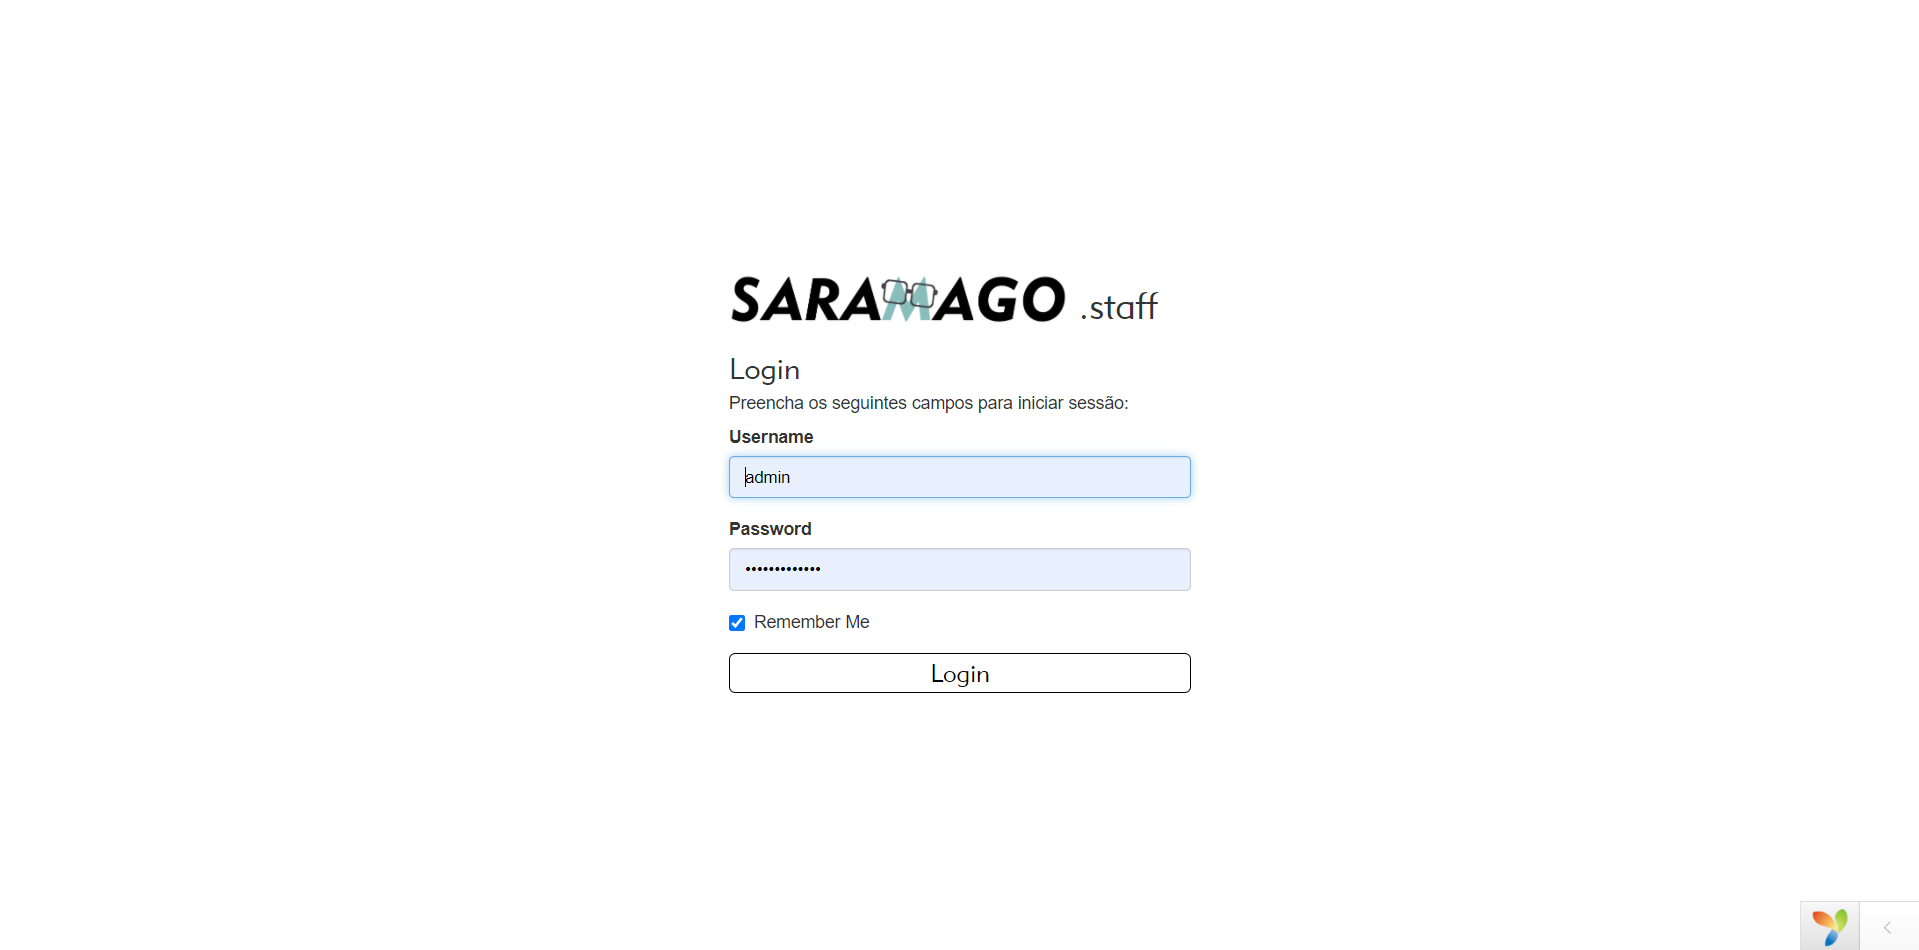 SARAMAGO .staff
Login
Preencha os seguintes campos para iniciar sessão:
Username
admin
Password
•••••••••••••
Remember Me
Login